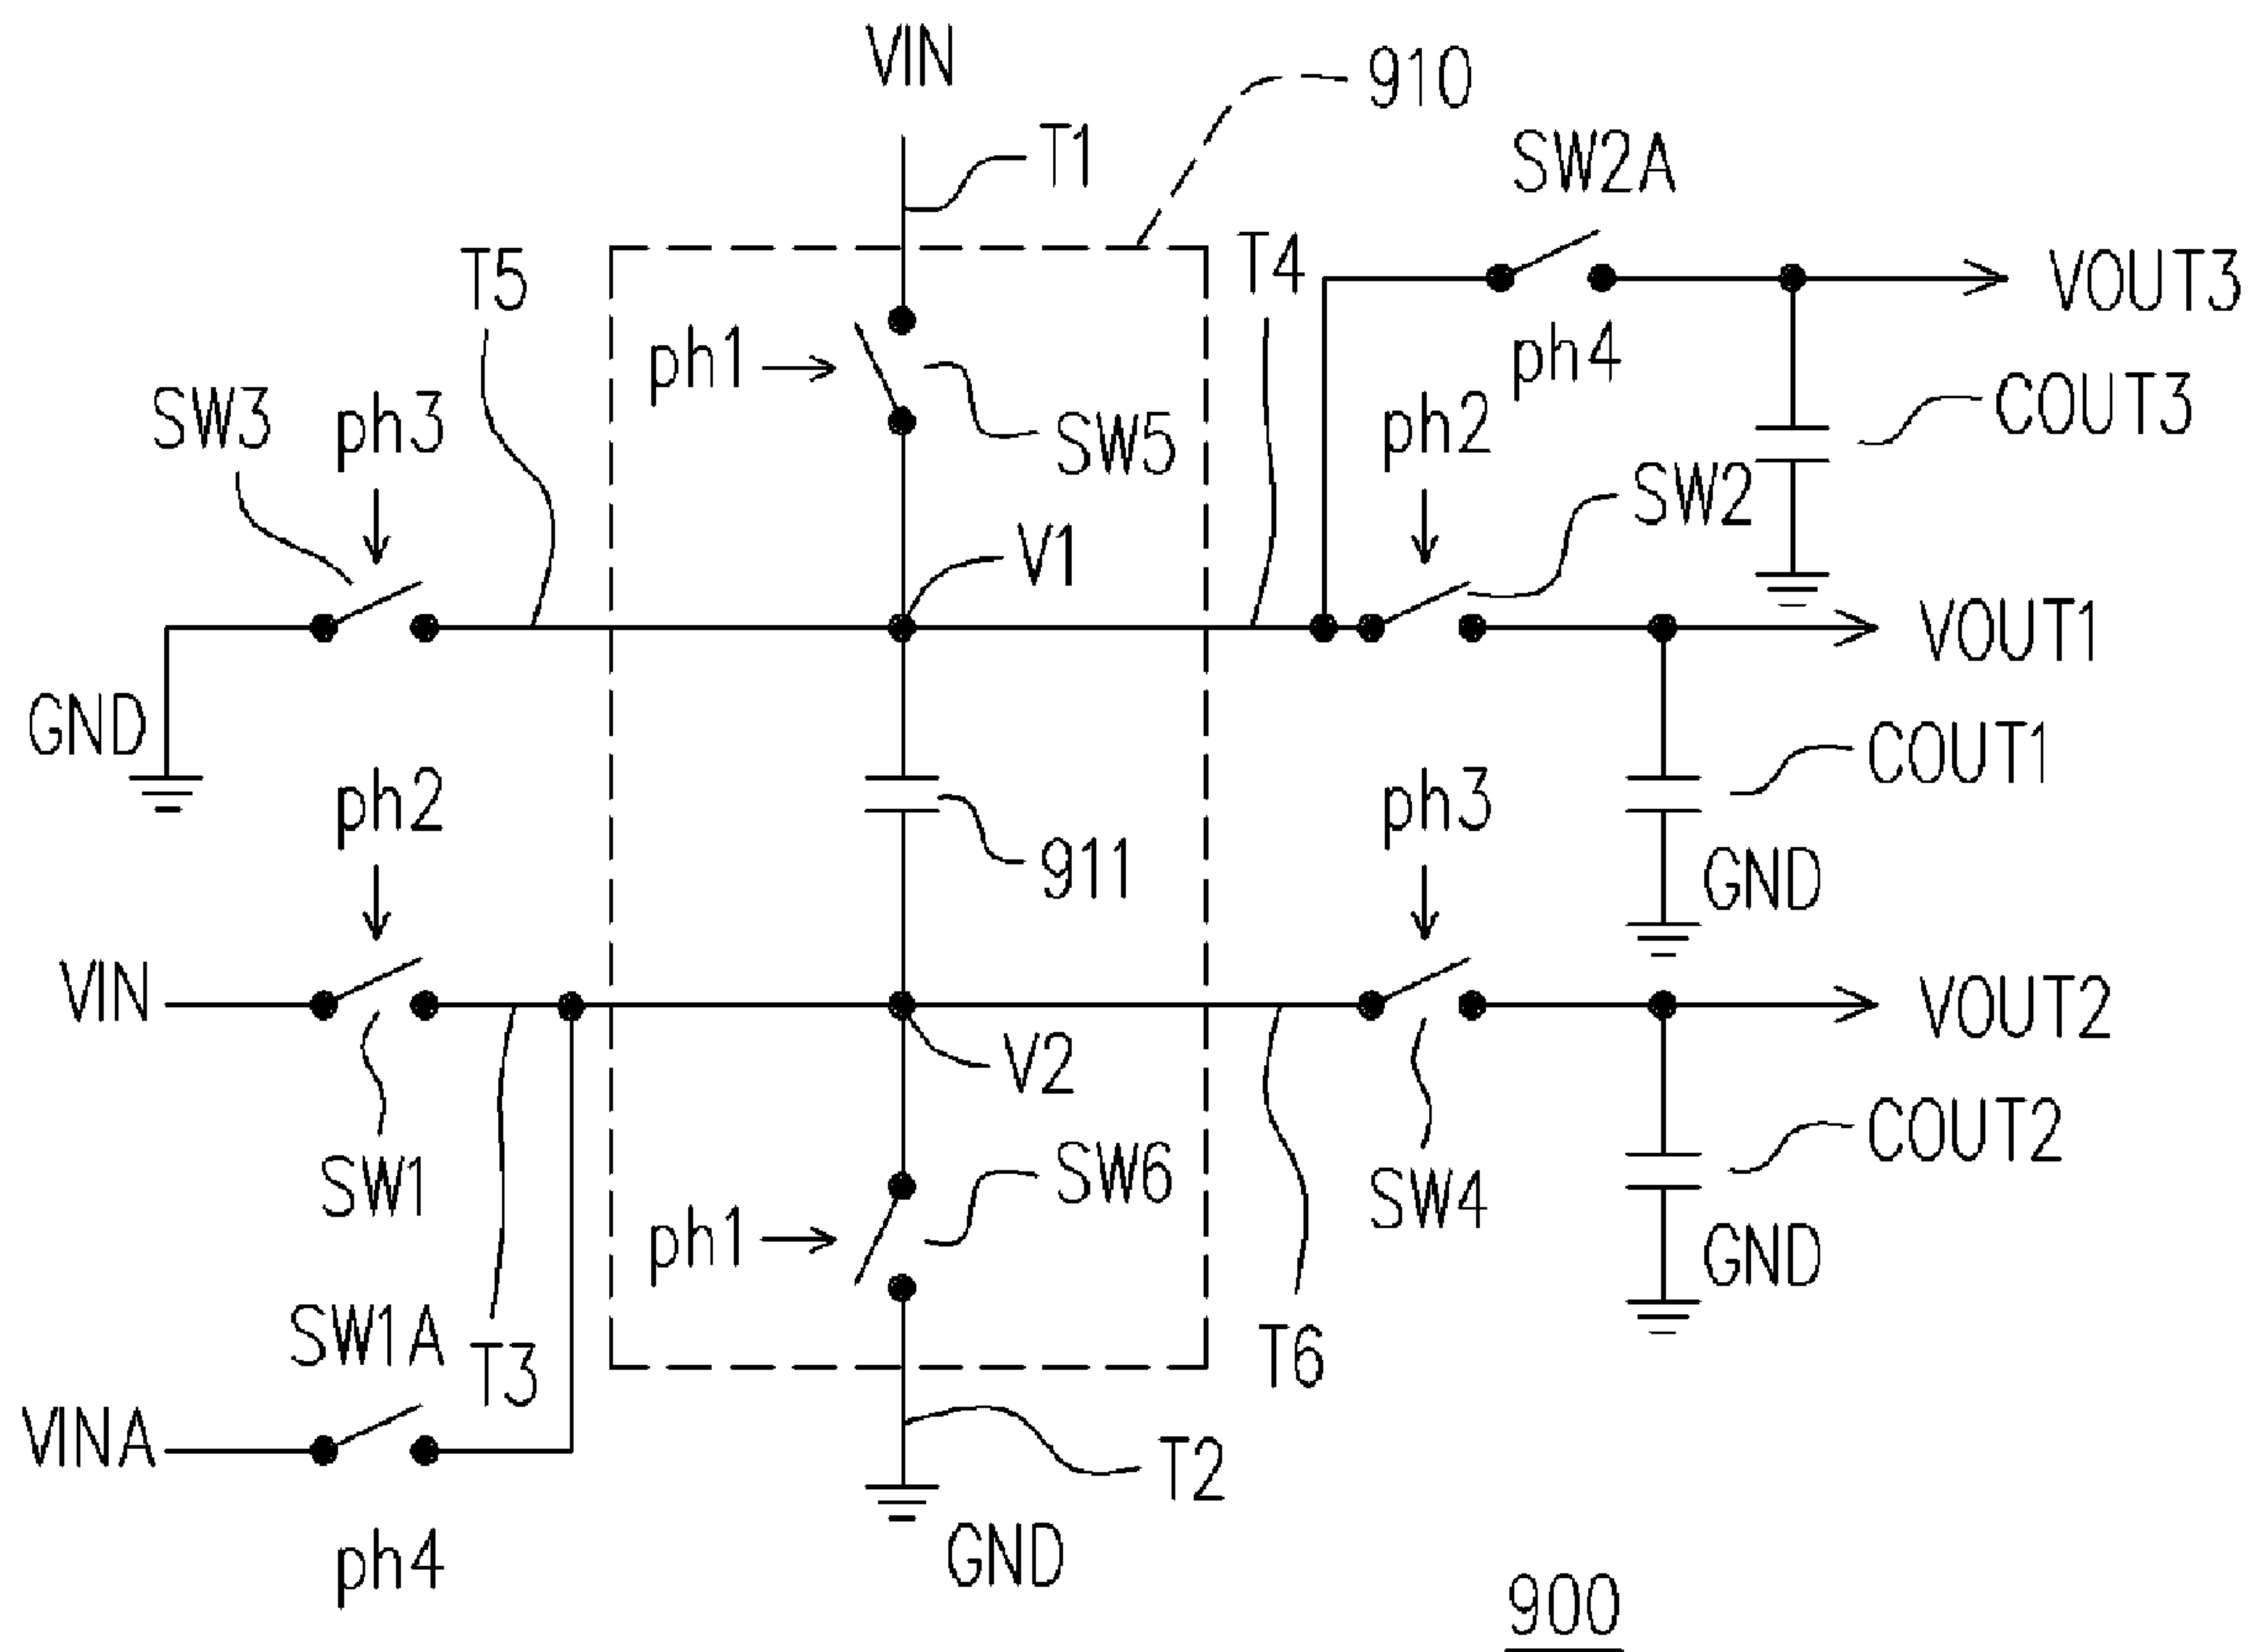 VIN
910
T1
SW2A
T5
T4
VOUT3
ph1
ph4
SW3
ph3
SW5
ph2
COUT3
SW2
V1
VOUT1
GND
COUT1
ph2
ph3
911
GND
VIN
VOUT2
V2
COUT2
SW1
SW6
SW4
ph1
GND
SW1A
T3
T6
VINA
T2
GND
ph4
900